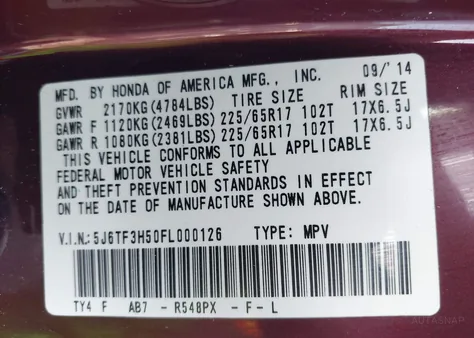 MFD. BY HONDA OF AMERICA MFG., INC. 09/'14
GVWR 2170KG(4784LBS) TIRE SIZE RIM SIZE
GAWR F 1120KG(2469LBS) 225/65R17 102T 17X6.5J
GAWR R 1080KG(2381LBS) 225/65R17 102T 17X6.5J
THIS VEHICLE CONFORMS TO ALL APPLICABLE
FEDERAL MOTOR VEHICLE SAFETY
AND THEFT PREVENTION STANDARDS IN EFFECT
ON THE DATE OF MANUFACTURE SHOWN ABOVE.
V.I.N.:5J6TF3H50FL000126 TYPE: MPV
TY4 F AB7 - R548PX - F - L
AUTASNAP